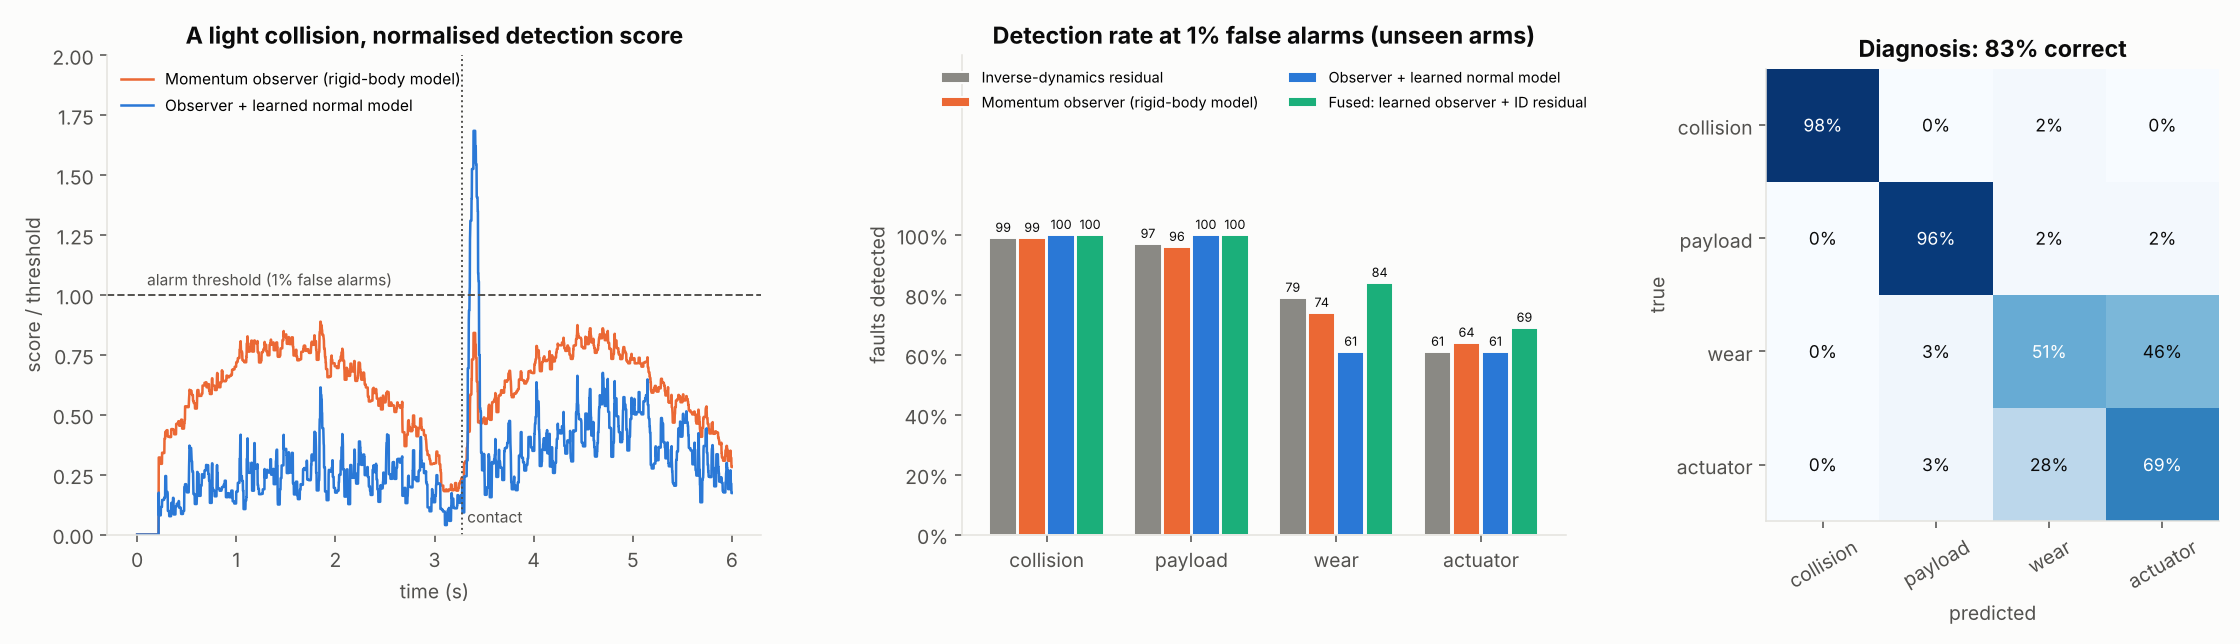 A light collision, normalised detection score
2.00
1.75
1.50
1.25
1.00
0.75
0.50
0.25
0.00
score / threshold
Momentum observer (rigid-body model)
Observer + learned normal model
alarm threshold (1% false alarms)
contact
0 1 2 3 4 5 6
time (s)
Detection rate at 1% false alarms (unseen arms)
Inverse-dynamics residual
Momentum observer (rigid-body model)
Observer + learned normal model
Fused: learned observer + ID residual
100%
80%
60%
40%
20%
0%
faults detected
99 99 100 100
97 96 100 100
79 74 61 84
61 64 61 69
collision payload wear actuator
Diagnosis: 83% correct
true
collision 98% 0% 2% 0%
payload 0% 96% 2% 2%
wear 0% 3% 51% 46%
actuator 0% 3% 28% 69%
collision payload wear actuator
predicted